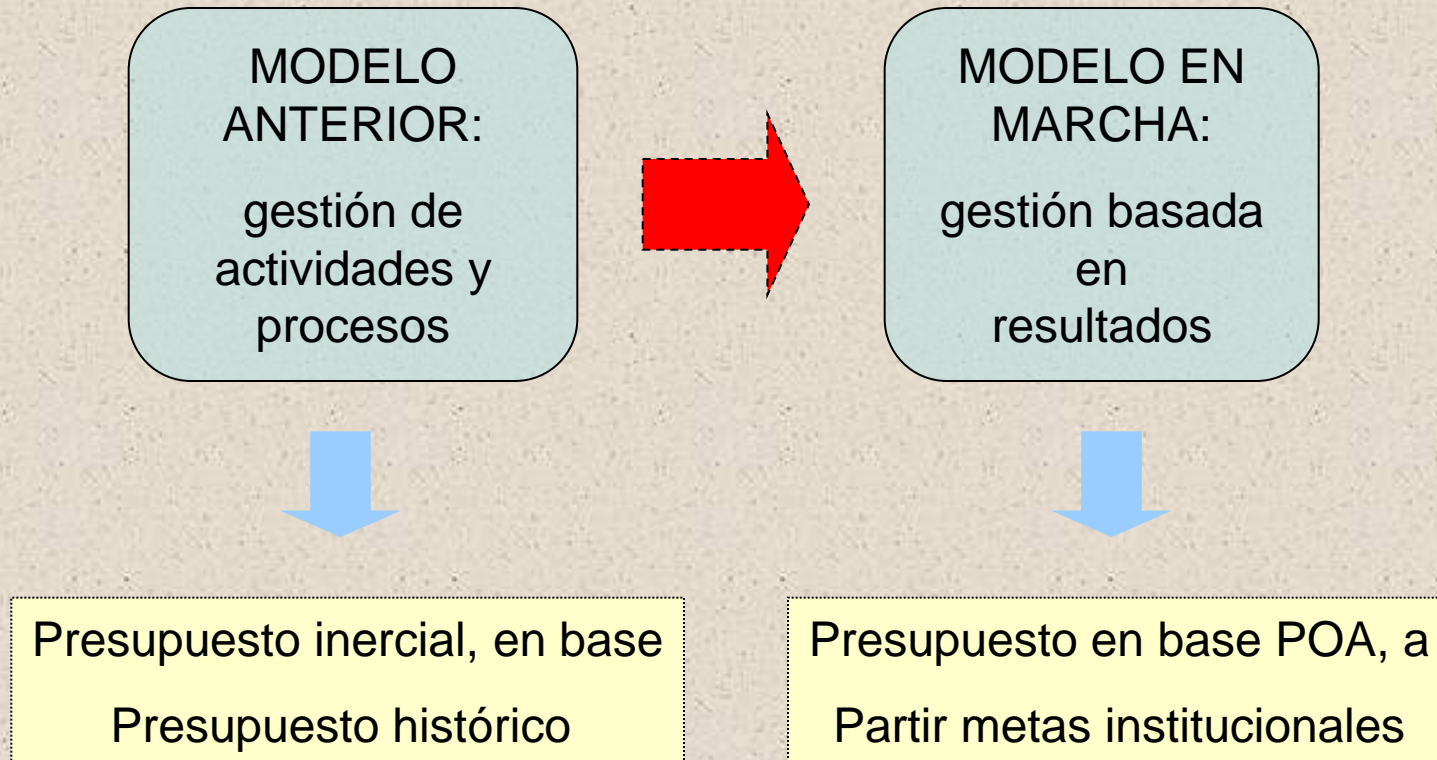 MODELO
ANTERIOR:
gestión de
actividades y
procesos
MODELO EN
MARCHA:
gestión basada
en
resultados
Presupuesto inercial, en base
Presupuesto histórico
Presupuesto en base POA, a
Partir metas institucionales